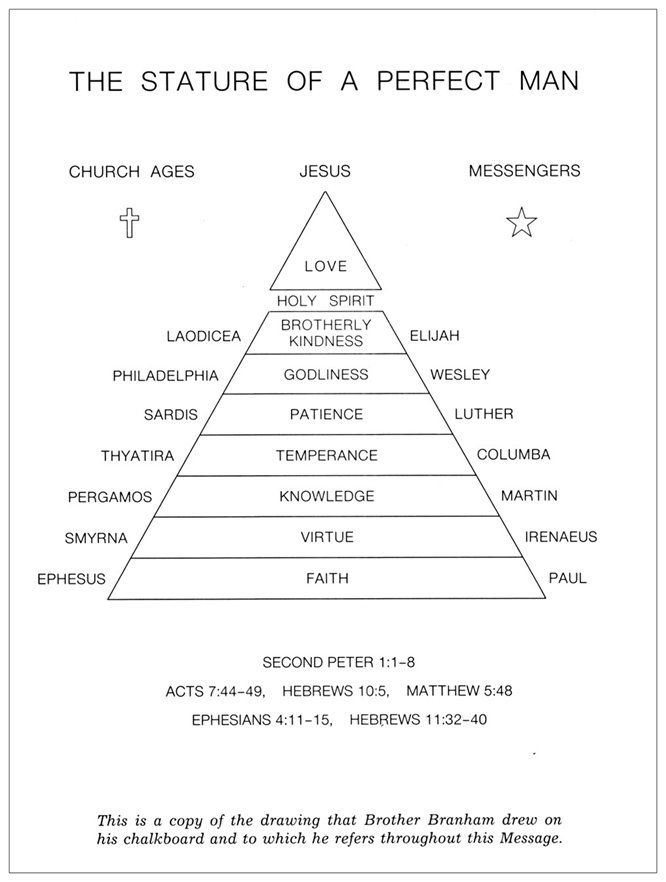 THE STATURE OF A PERFECT MAN
CHURCH AGES JESUS MESSENGERS
LOVE
HOLY SPIRIT
LAODICEA BROTHERLY KINDNESS ELIJAH
PHILADELPHIA GODLINESS WESLEY
SARDIS PATIENCE LUTHER
THYATIRA TEMPERANCE COLUMBA
PERGAMOS KNOWLEDGE MARTIN
SMYRNA VIRTUE IRENAEUS
EPHESUS FAITH PAUL
SECOND PETER 1:1–8
ACTS 7:44–49, HEBREWS 10:5, MATTHEW 5:48
EPHESIANS 4:11–15, HEBREWS 11:32–40
This is a copy of the drawing that Brother Branham drew on
his chalkboard and to which he refers throughout this Message.